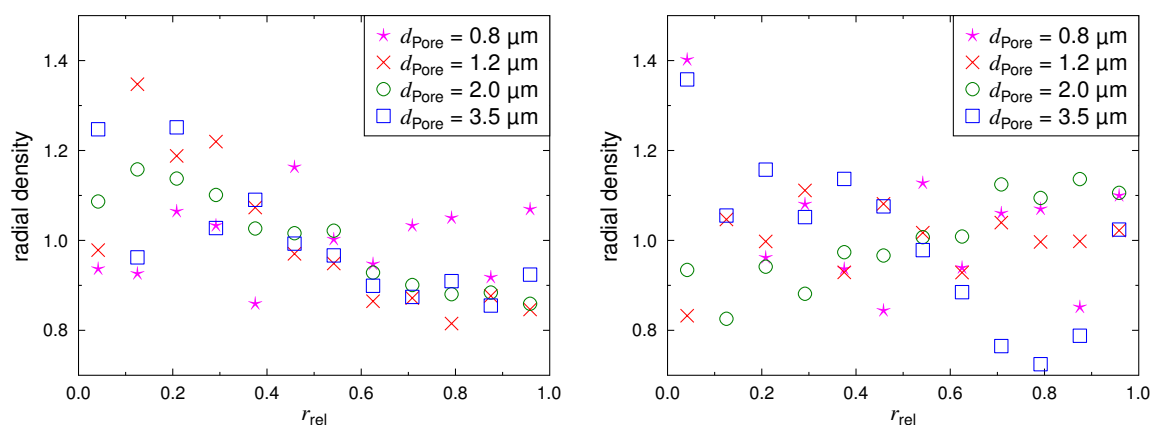 radial density
1.4
1.2
1.0
0.8
0 0.2 0.4 0.6 0.8 1.0
r_rel
d_Pore = 0.8 µm
d_Pore = 1.2 µm
d_Pore = 2.0 µm
d_Pore = 3.5 µm
radial density
1.4
1.2
1.0
0.8
0 0.2 0.4 0.6 0.8 1.0
r_rel
d_Pore = 0.8 µm
d_Pore = 1.2 µm
d_Pore = 2.0 µm
d_Pore = 3.5 µm